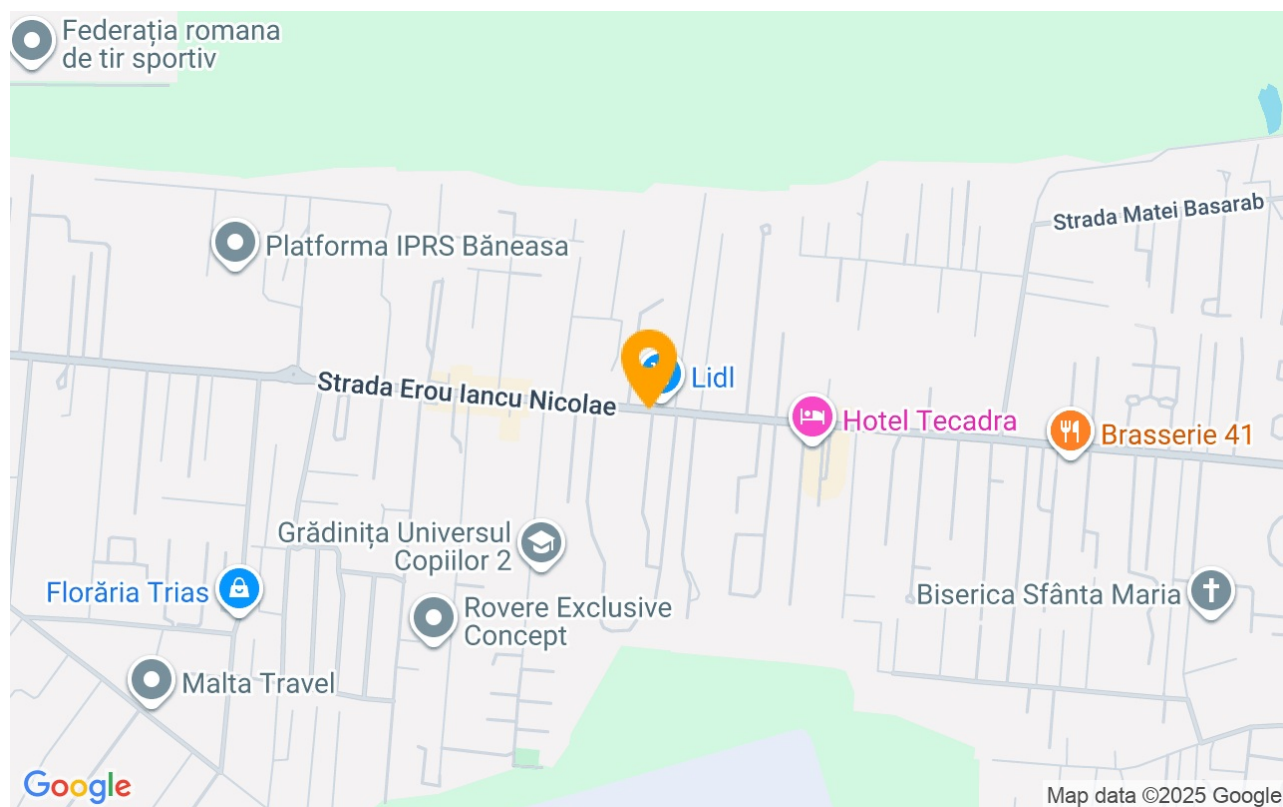 Federația romana
de tir sportiv
Strada Matei Basarab
Platforma IPRS Băneasa
Strada Erou Iancu Nicolae
Lidl
Hotel Tecadra
Brasserie 41
Grădinița Universul
Copiilor 2
Florăria Trias
Rovere Exclusive
Concept
Biserica Sfânta Maria
Malta Travel
Google
Map data ©2025 Google